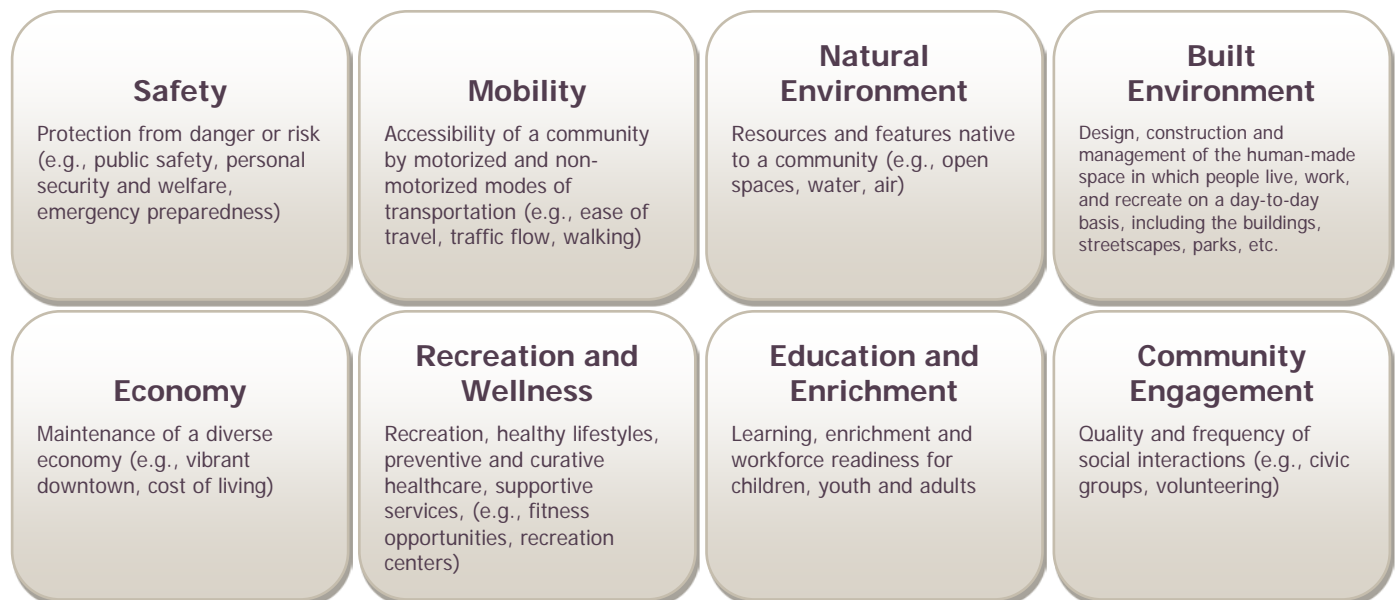 Safety
Protection from danger or risk
(e.g., public safety, personal
security and welfare,
emergency preparedness)
Mobility
Accessibility of a community
by motorized and non-
motorized modes of
transportation (e.g., ease of
travel, traffic flow, walking)
Natural
Environment
Resources and features native
to a community (e.g., open
spaces, water, air)
Built
Environment
Design, construction and
management of the human-made
space in which people live, work,
and recreate on a day-to-day
basis, including the buildings,
streetscapes, parks, etc.
Economy
Maintenance of a diverse
economy (e.g., vibrant
downtown, cost of living)
Recreation and
Wellness
Recreation, healthy lifestyles,
preventive and curative
healthcare, supportive
services, (e.g., fitness
opportunities, recreation
centers)
Education and
Enrichment
Learning, enrichment and
workforce readiness for
children, youth and adults
Community
Engagement
Quality and frequency of
social interactions (e.g., civic
groups, volunteering)